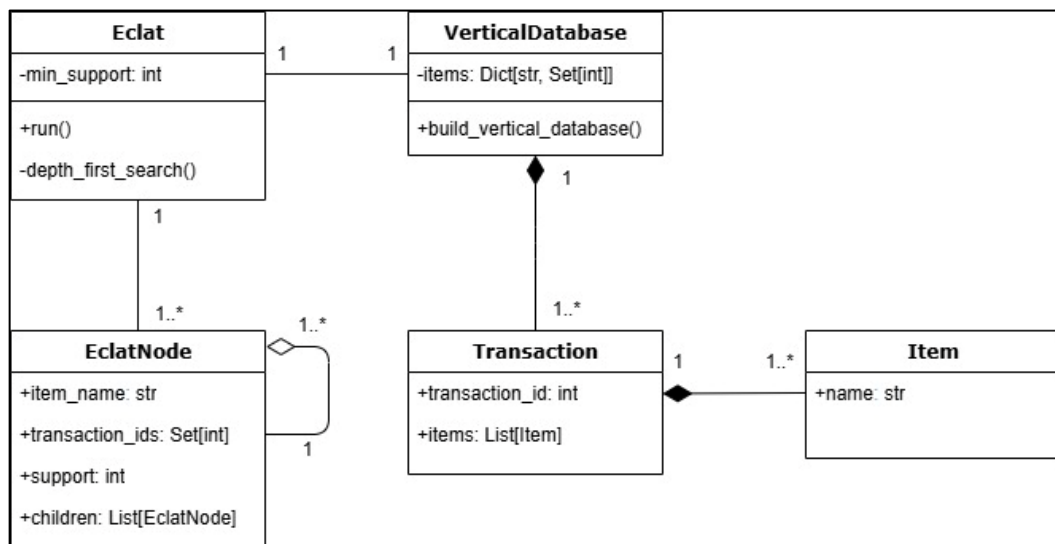 Eclat
-min_support: int
+run()
-depth_first_search()
1
1
VerticalDatabase
-items: Dict[str, Set[int]]
+build_vertical_database()
1
1
1..*
1
1..*
EclatNode
+item_name: str
+transaction_ids: Set[int]
+support: int
+children: List[EclatNode]
1..*
1
Transaction
+transaction_id: int
+items: List[Item]
1
1..*
Item
+name: str